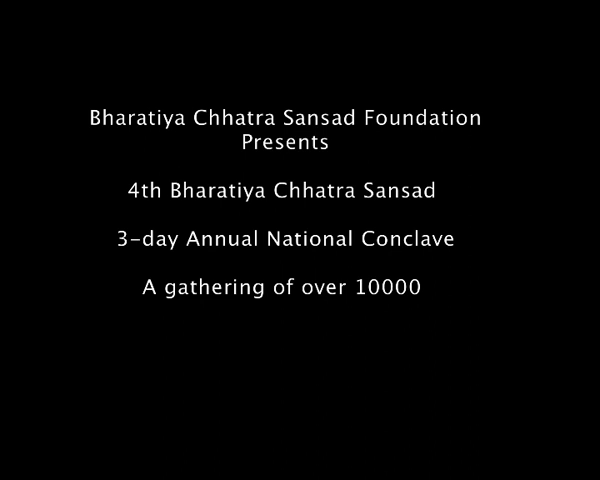 Bharatiya Chhatra Sansad Foundation
Presents
4th Bharatiya Chhatra Sansad
3-day Annual National Conclave
A gathering of over 10000